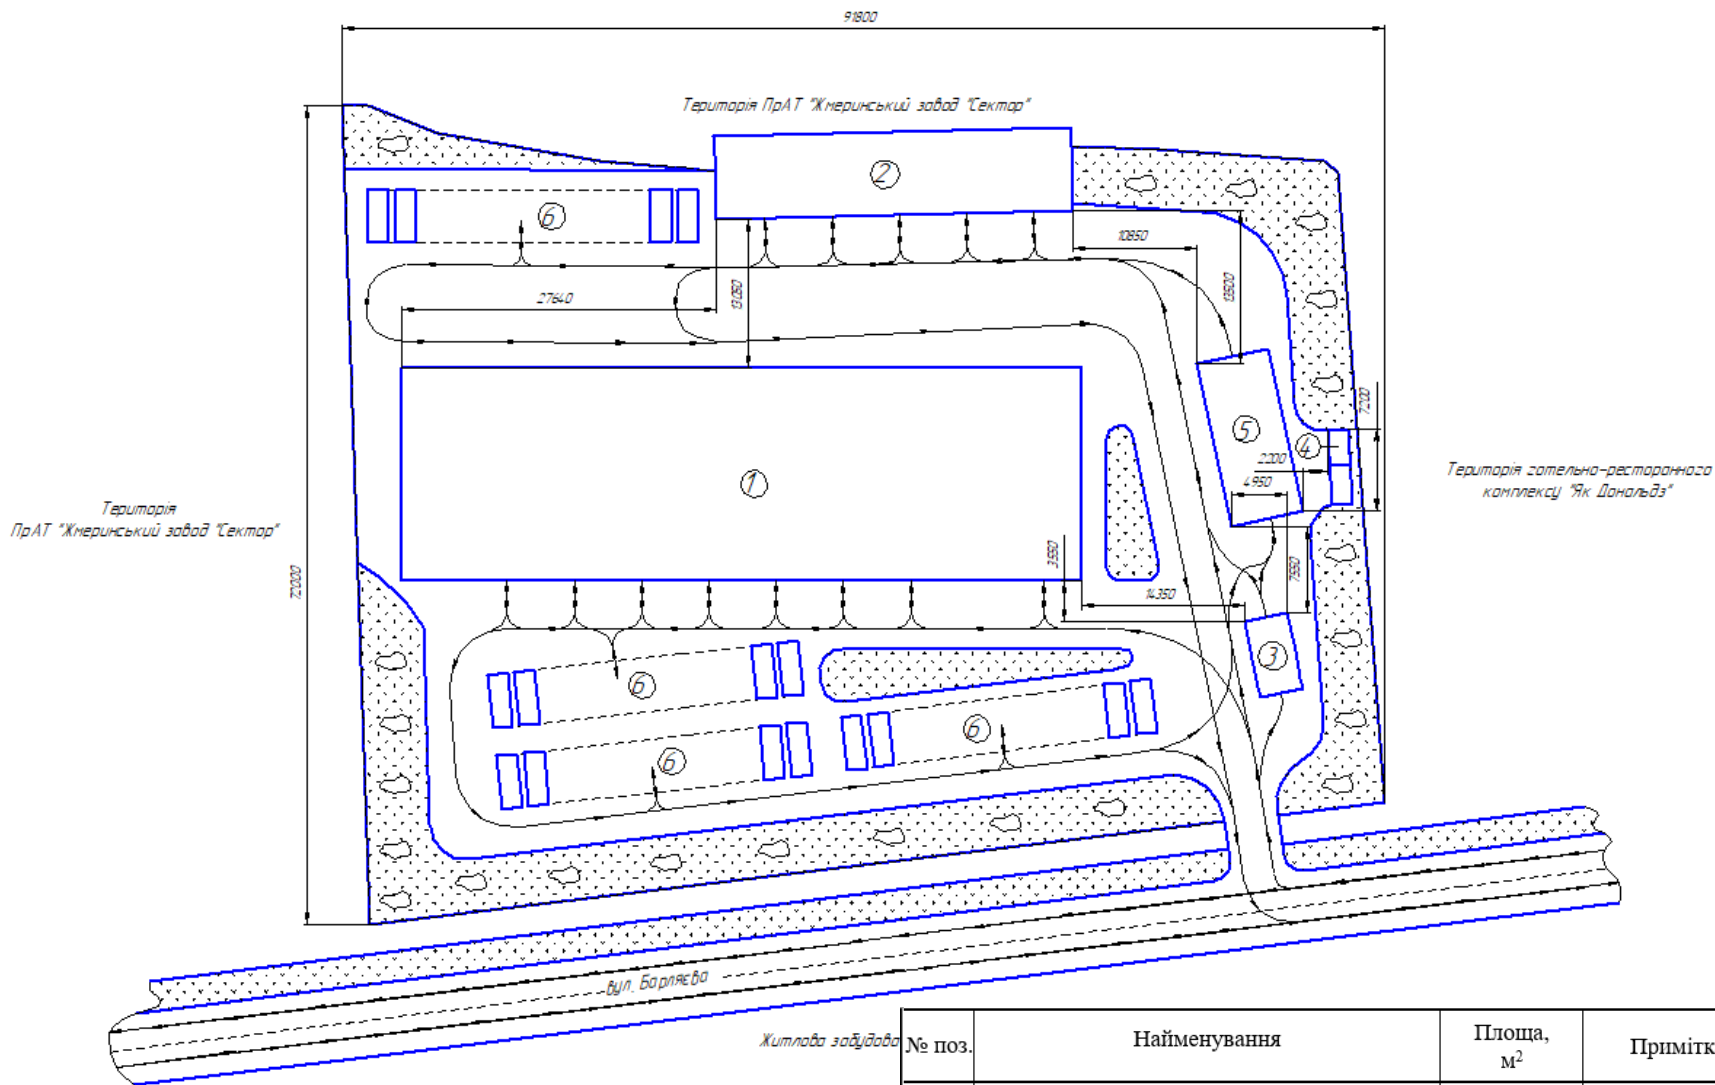 91800
Територія ПрАТ "Жмеринський завод "Сектор"
2
6
10850
27640
13050
13500
7200
5
4
2200
4950
1
Територія
ПрАТ "Жмеринський завод "Сектор"
Територія готельно-ресторанного
комплексу "Як Дональдз"
72000
3550
7550
14350
3
6
6
6
вул. Барляєва
Житлова забудова
№ поз.
Найменування
Площа,
м²
Примітк